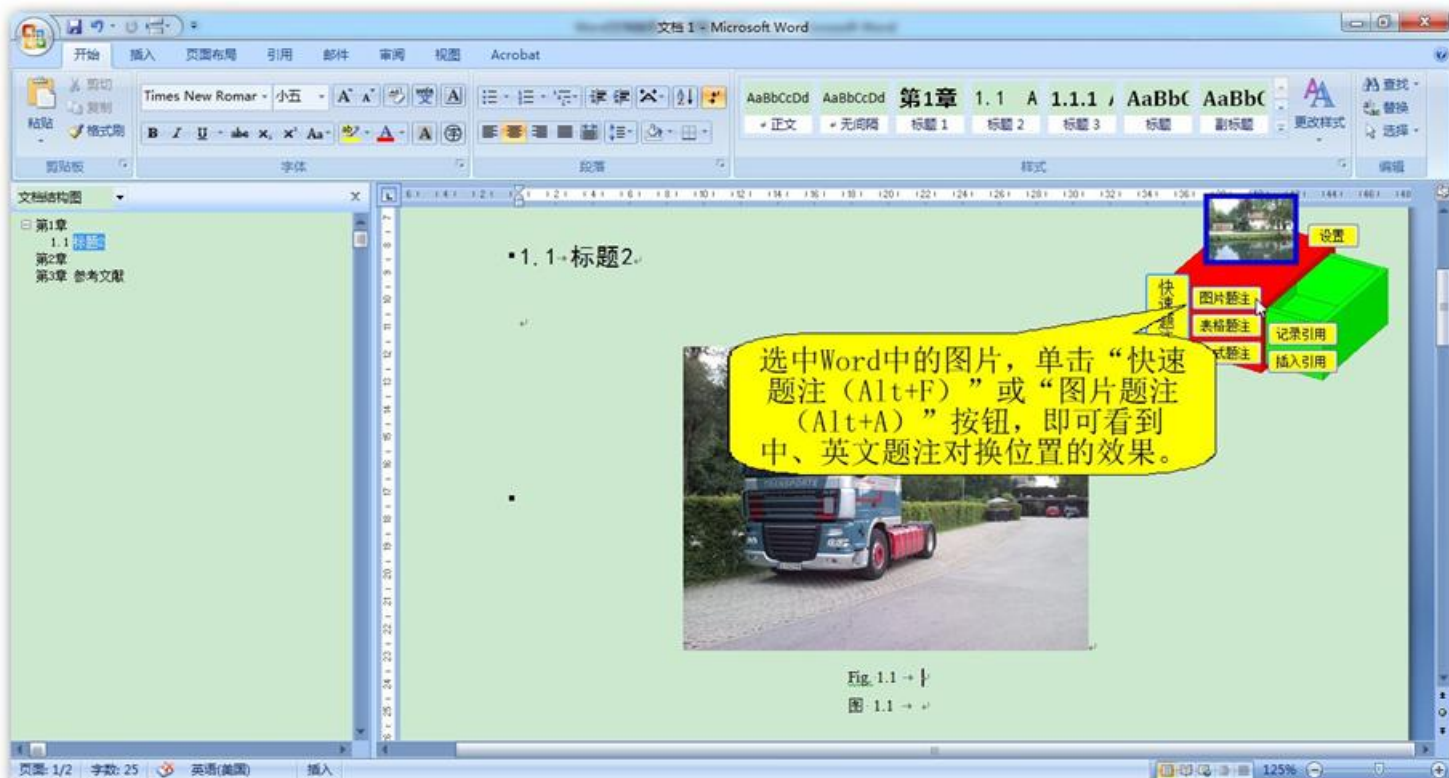 文档 1 - Microsoft Word
开始 插入 页面布局 引用 邮件 审阅 视图 Acrobat
剪切
复制
粘贴 格式刷
Times New Romar 小五
AaBbCcDd AaBbCcDd 第1章 1.1 A 1.1.1 AaBbC AaBbC
正文 无间隔 标题 1 标题 2 标题 3 标题 副标题
更改样式
查找
替换
选择
剪贴板 字体 段落 样式 编辑
文档结构图
第1章
1.1 标题2
第2章
第3章 参考文献
1.1 标题2
设置
快速题
图片题注
表格题注
式题注
记录引用
插入引用
选中Word中的图片，单击“快速
题注（Alt+F）”或“图片题注
（Alt+A）”按钮，即可看到
中、英文题注对换位置的效果。
TRANSPORTE
Fig. 1.1
图 1.1
页面: 1/2 字数: 25 英语(美国) 插入 125%